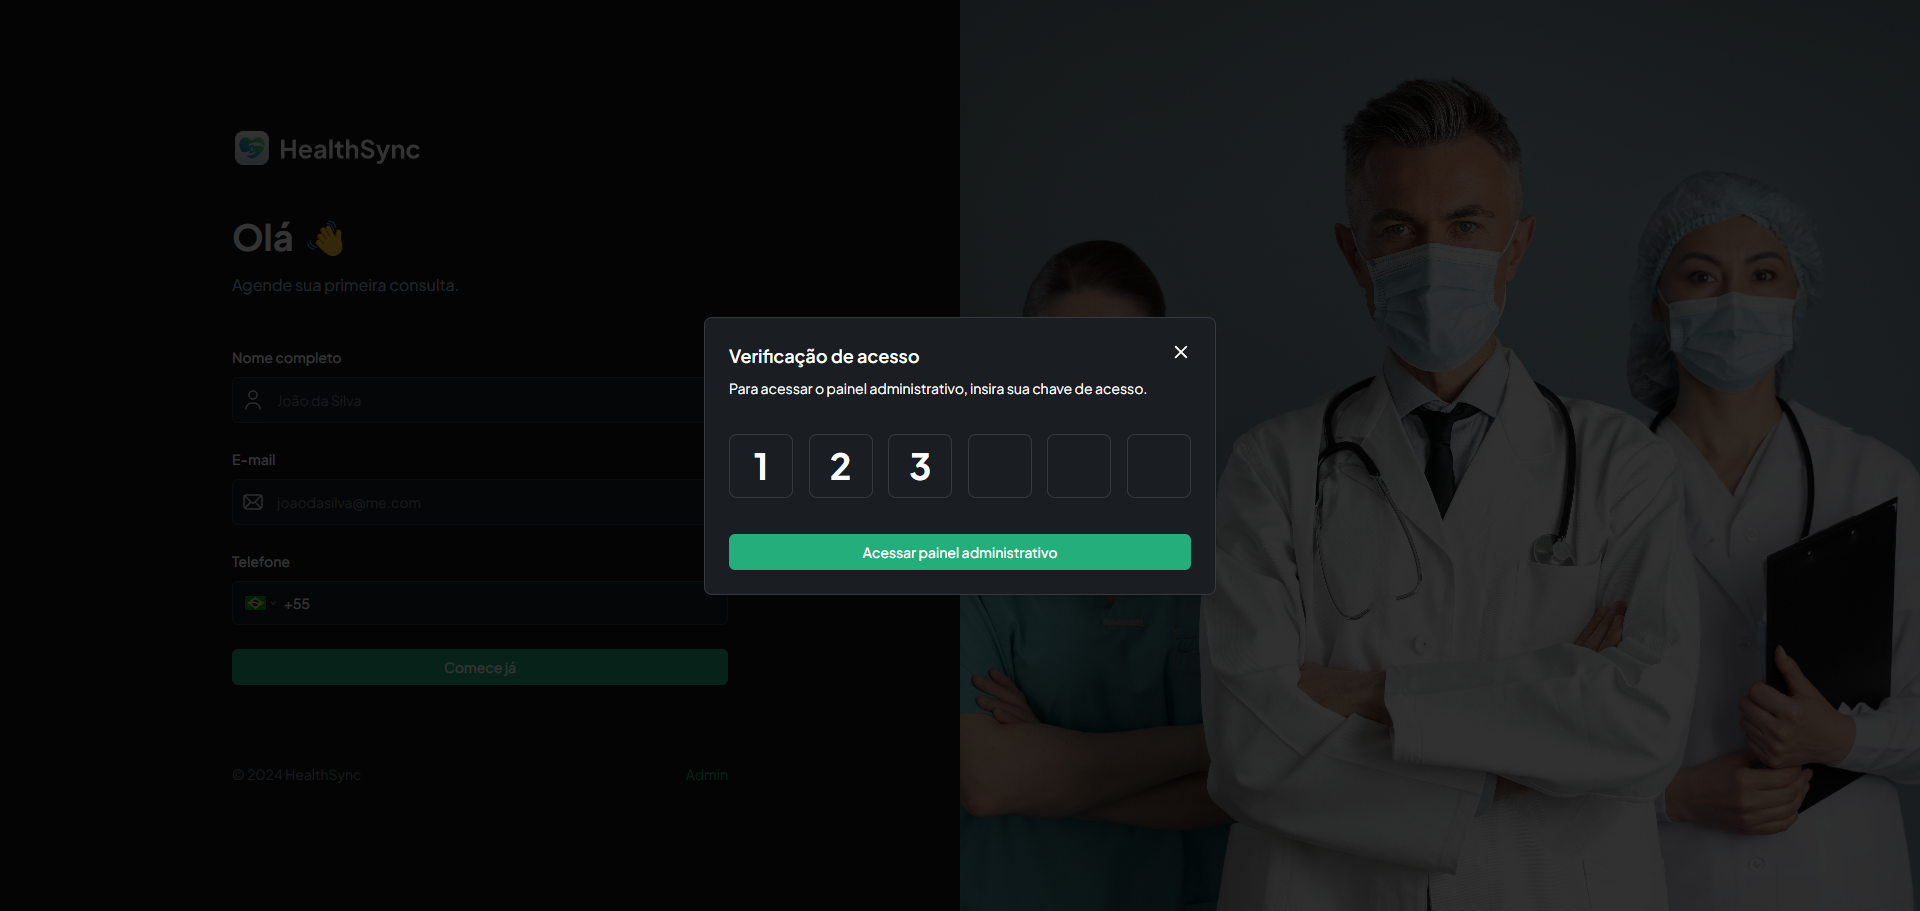 HealthSync
Olá 👋
Agende sua primeira consulta.
Nome completo
João da Silva
E-mail
joaodasilva@me.com
Telefone
+55
Comece já
© 2024 HealthSync
Admin
Verificação de acesso
Para acessar o painel administrativo, insira sua chave de acesso.
1 2 3
Acessar painel administrativo